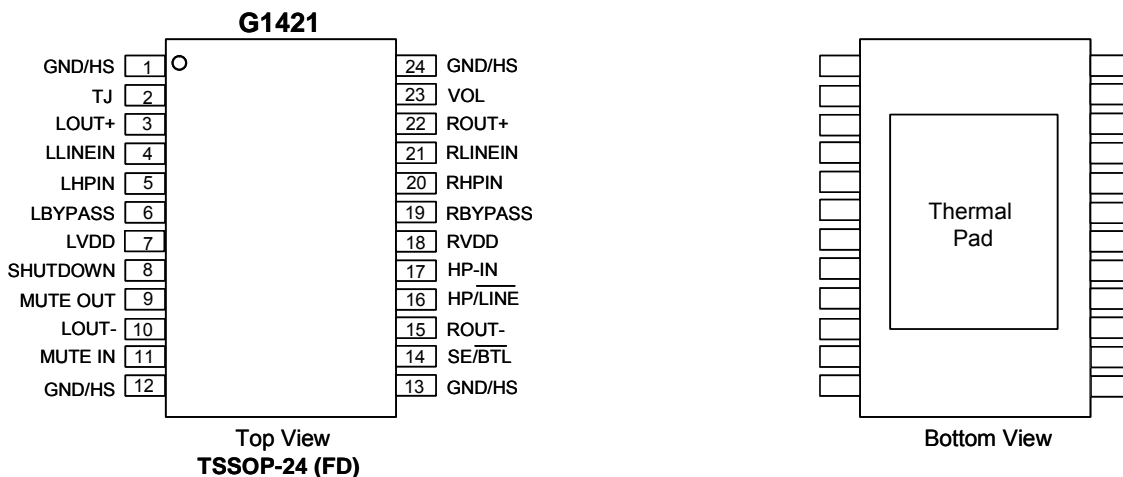 G1421
GND/HS 1 24 GND/HS
TJ 2 23 VOL
LOUT+ 3 22 ROUT+
LLINEIN 4 21 RLINEIN
LHPIN 5 20 RHPIN
LBYPASS 6 19 RBYPASS
LVDD 7 18 RVDD
SHUTDOWN 8 17 HP-IN
MUTE OUT 9 16 HP/L̅I̅N̅E̅
LOUT- 10 15 ROUT-
MUTE IN 11 14 SE/B̅T̅L̅
GND/HS 12 13 GND/HS
Top View
TSSOP-24 (FD)
Thermal
Pad
Bottom View